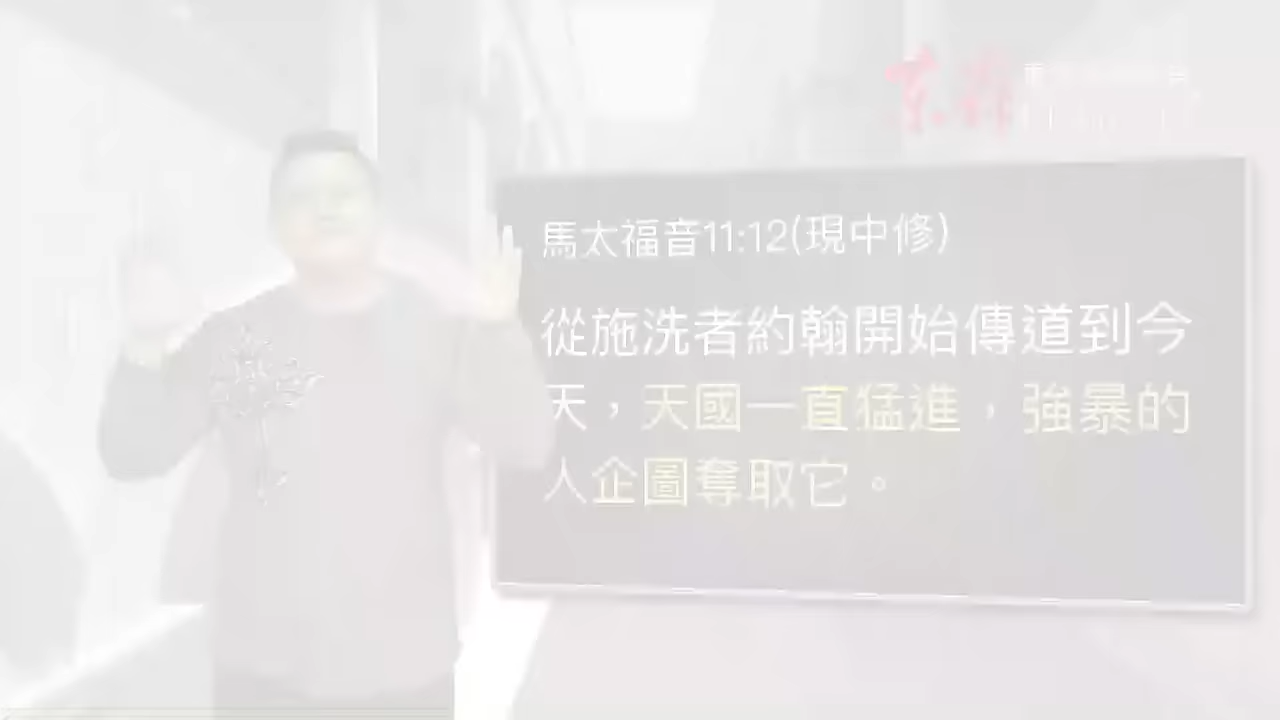 馬太福音11:12(現中修)
從施洗者約翰開始傳道到今
天，天國一直猛進，強暴的
人企圖奪取它。